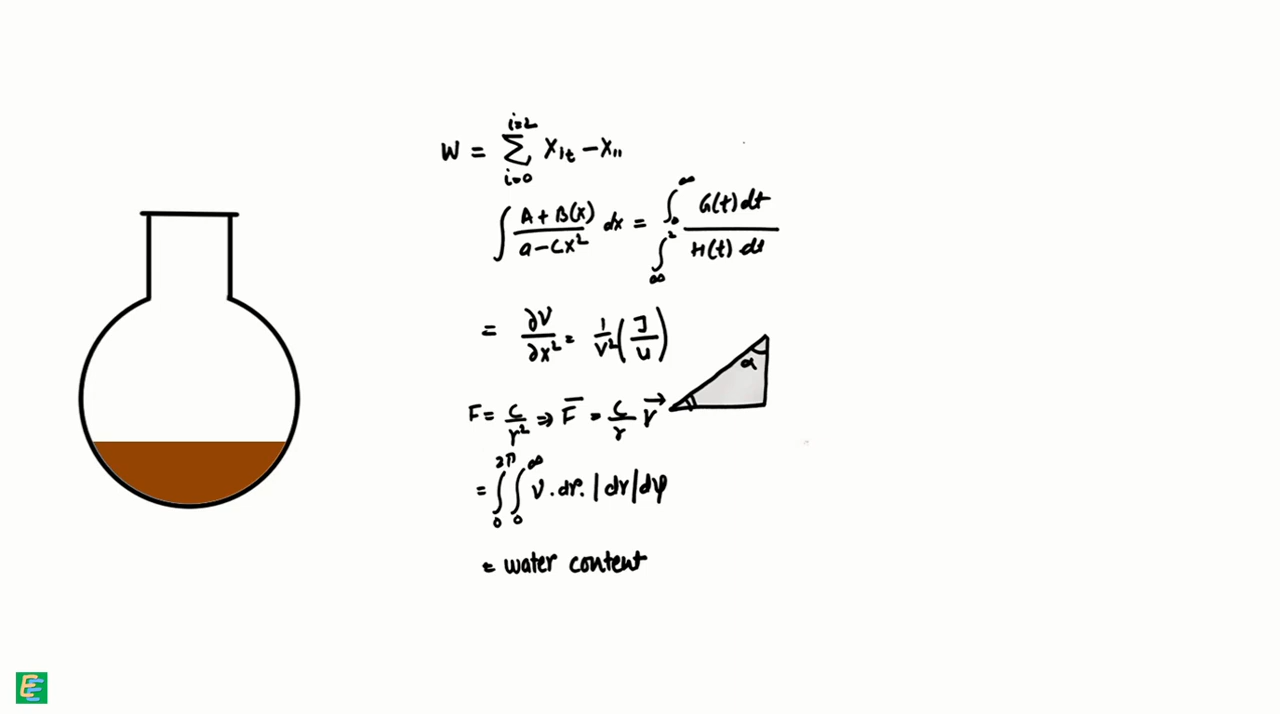 W = ∑_{i=0}^{i=2} X_{1t} - X_{11}
∫ (A + B(x))/(a - Cx²) dx = (∫_0^∞ G(t) dt)/(∫_∞^2 H(t) dt)
= ∂V/∂x² = 1/V² (J/u)
α
F = C/r² ⇒ F̅ = C/r r⃗
= ∫_0^{2π} ∫_0^∞ V . dr. |dr| dφ
= water content
E E